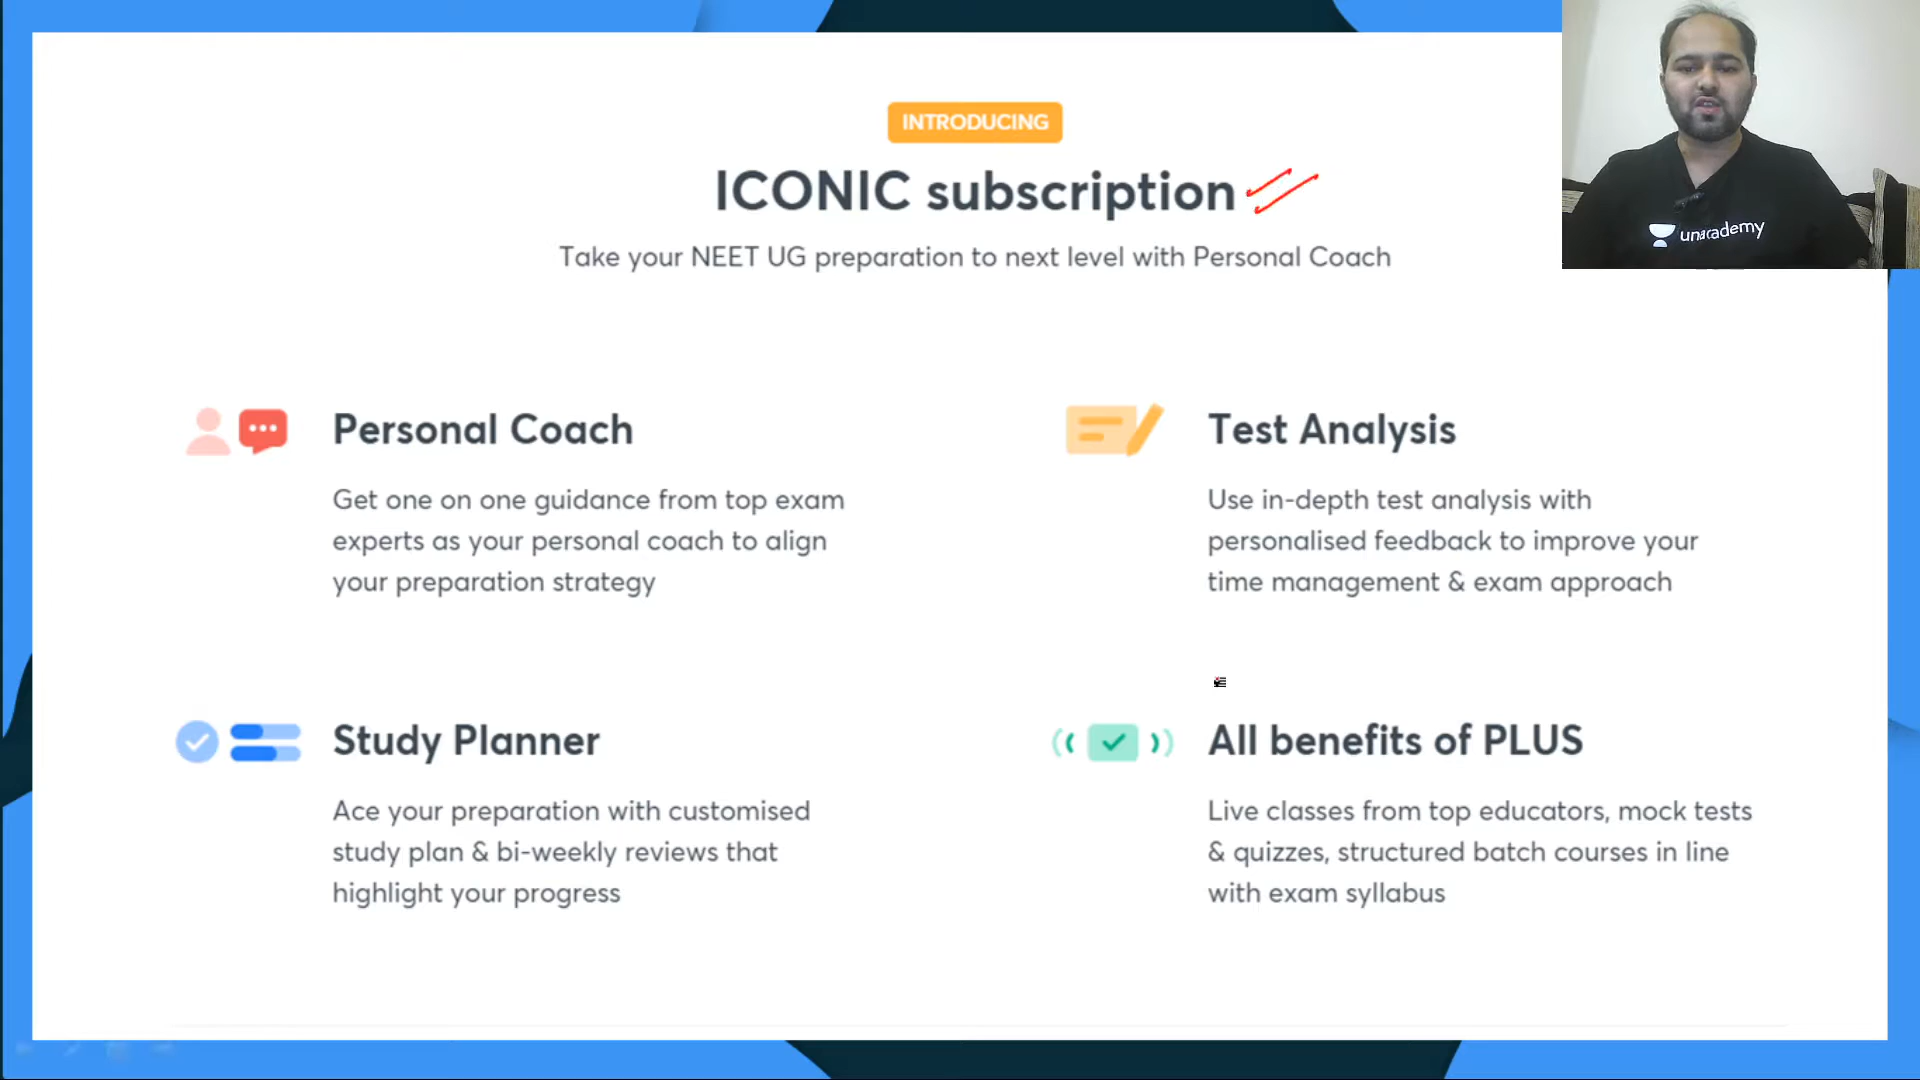 INTRODUCING
ICONIC subscription
Take your NEET UG preparation to next level with Personal Coach
unacademy
Personal Coach
Get one on one guidance from top exam
experts as your personal coach to align
your preparation strategy
Test Analysis
Use in-depth test analysis with
personalised feedback to improve your
time management & exam approach
Study Planner
Ace your preparation with customised
study plan & bi-weekly reviews that
highlight your progress
All benefits of PLUS
Live classes from top educators, mock tests
& quizzes, structured batch courses in line
with exam syllabus